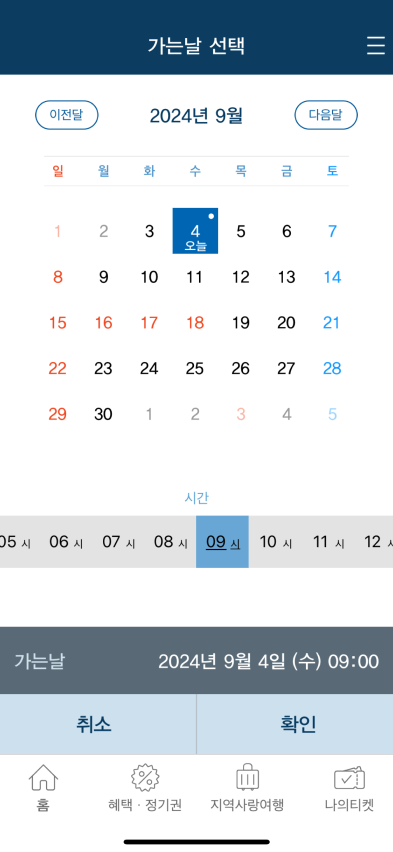 가는날 선택
이전달 2024년 9월 다음달
일 월 화 수 목 금 토
1 2 3 4 5 6 7
오늘
8 9 10 11 12 13 14
15 16 17 18 19 20 21
22 23 24 25 26 27 28
29 30 1 2 3 4 5
시간
05 시 06 시 07 시 08 시 09 시 10 시 11 시 12
가는날 2024년 9월 4일 (수) 09:00
취소 확인
홈 혜택 · 정기권 지역사랑여행 나의티켓